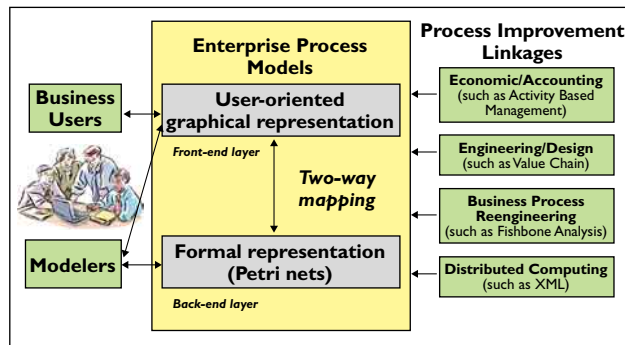 Enterprise Process
Models
Process Improvement
Linkages
Business
Users
User-oriented
graphical representation
Front-end layer
Two-way
mapping
Modelers
Formal representation
(Petri nets)
Back-end layer
Economic/Accounting
(such as Activity Based
Management)
Engineering/Design
(such as Value Chain)
Business Process
Reengineering
(such as Fishbone Analysis)
Distributed Computing
(such as XML)